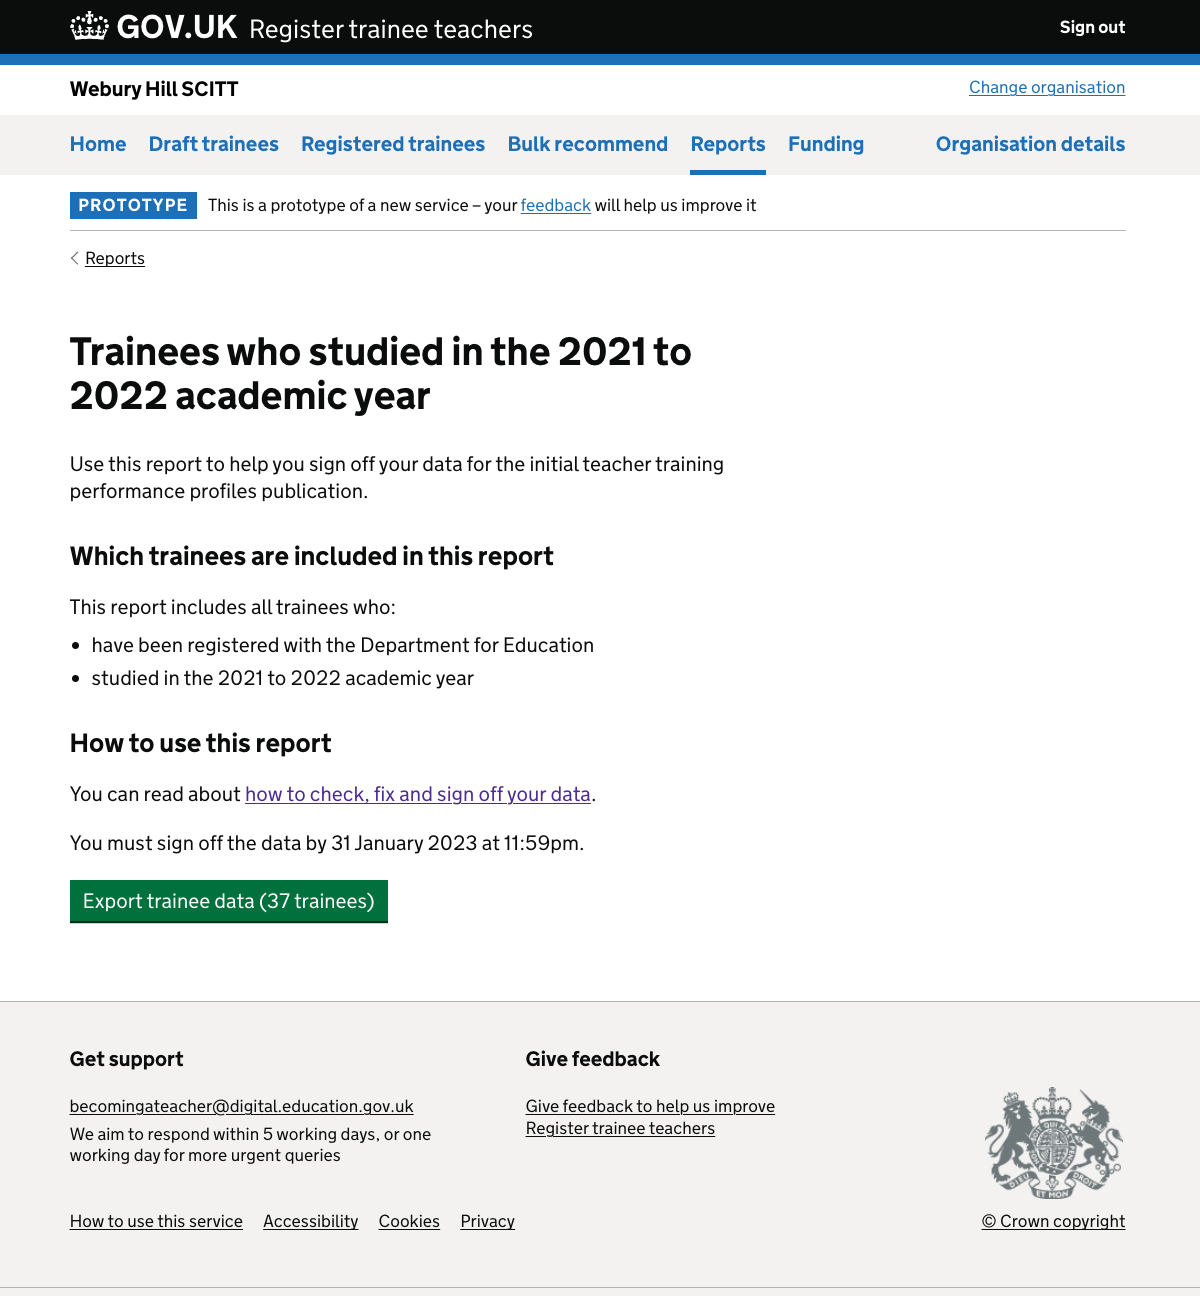 GOV.UK Register trainee teachers
Sign out
Webury Hill SCITT
Change organisation
Home Draft trainees Registered trainees Bulk recommend Reports Funding Organisation details
PROTOTYPE This is a prototype of a new service – your feedback will help us improve it
Reports
Trainees who studied in the 2021 to
2022 academic year
Use this report to help you sign off your data for the initial teacher training
performance profiles publication.
Which trainees are included in this report
This report includes all trainees who:
• have been registered with the Department for Education
• studied in the 2021 to 2022 academic year
How to use this report
You can read about how to check, fix and sign off your data.
You must sign off the data by 31 January 2023 at 11:59pm.
Export trainee data (37 trainees)
Get support
becomingateacher@digital.education.gov.uk
We aim to respond within 5 working days, or one
working day for more urgent queries
Give feedback
Give feedback to help us improve
Register trainee teachers
DIEU ET MON DROIT
How to use this service Accessibility Cookies Privacy
© Crown copyright